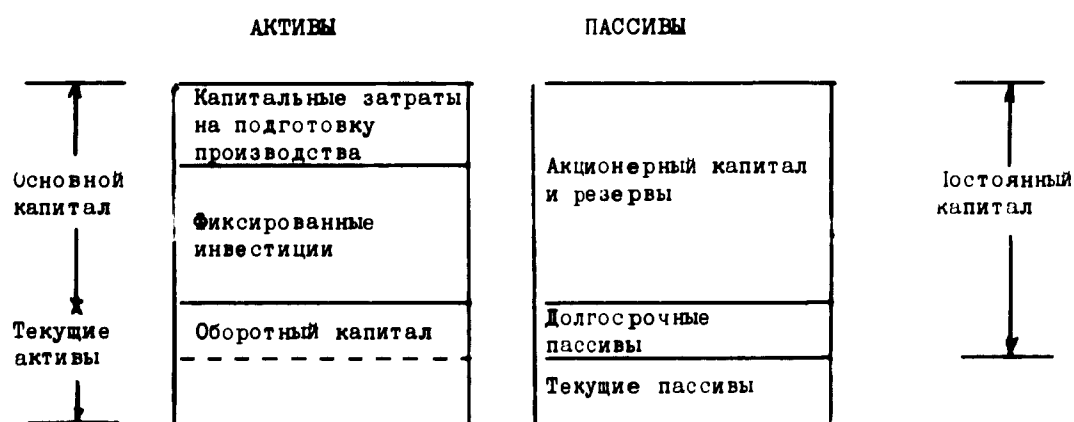 АКТИВЫ
ПАССИВЫ
Основной
капитал
Текущие
активы
Капитальные затраты
на подготовку
производства
Фиксированные
инвестиции
Оборотный капитал
Акционерный капитал
и резервы
Долгосрочные
пассивы
Текущие пассивы
Постоянный
капитал